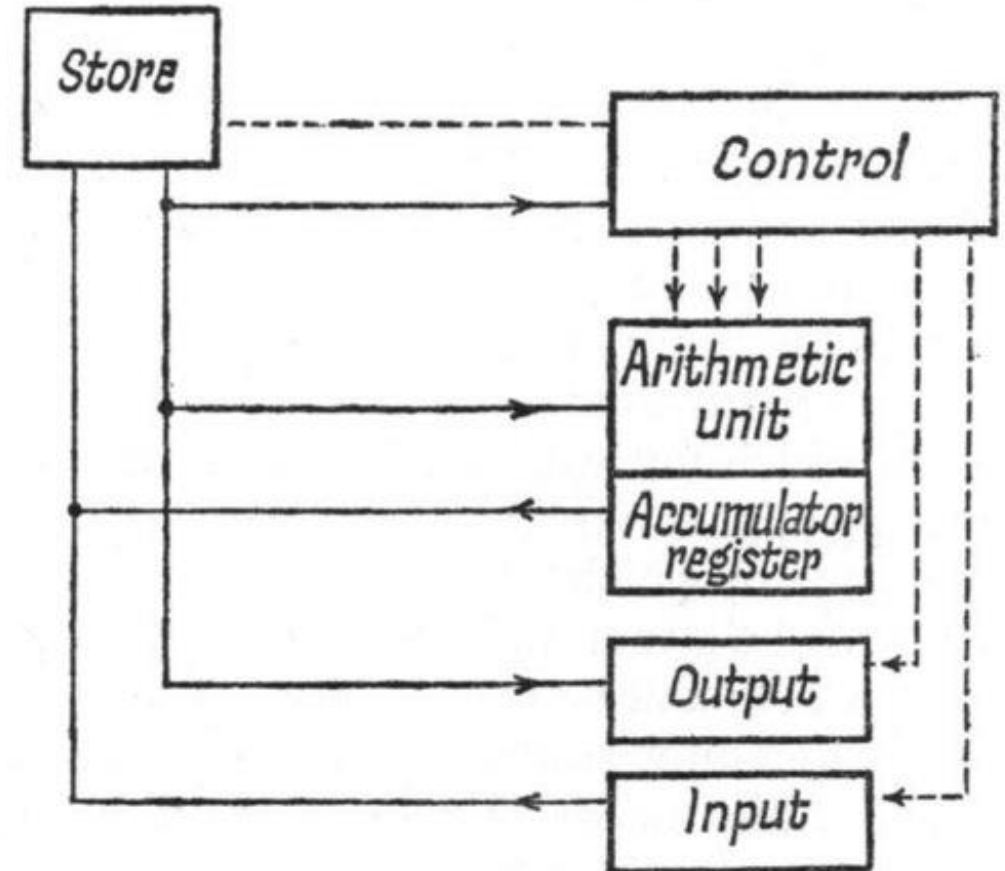 Store
Control
Arithmetic
unit
Accumulator
register
Output
Input